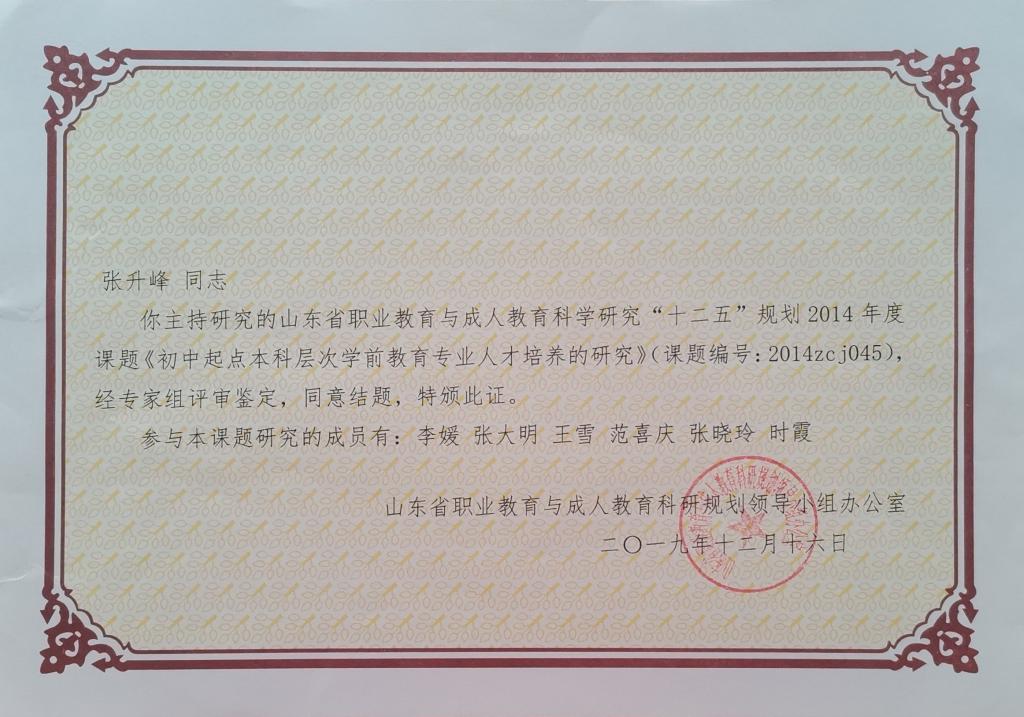 张升峰 同志
你主持研究的山东省职业教育与成人教育科学研究“十二五”规划2014年度
课题《初中起点本科层次学前教育专业人才培养的研究》（课题编号：2014zcj045），
经专家组评审鉴定，同意结题，特颁此证。
参与本课题研究的成员有：李媛 张大明 王雪 范喜庆 张晓玲 时霞
山东省职业教育与成人教育科研规划领导小组办公室
二〇一九年十二月十六日